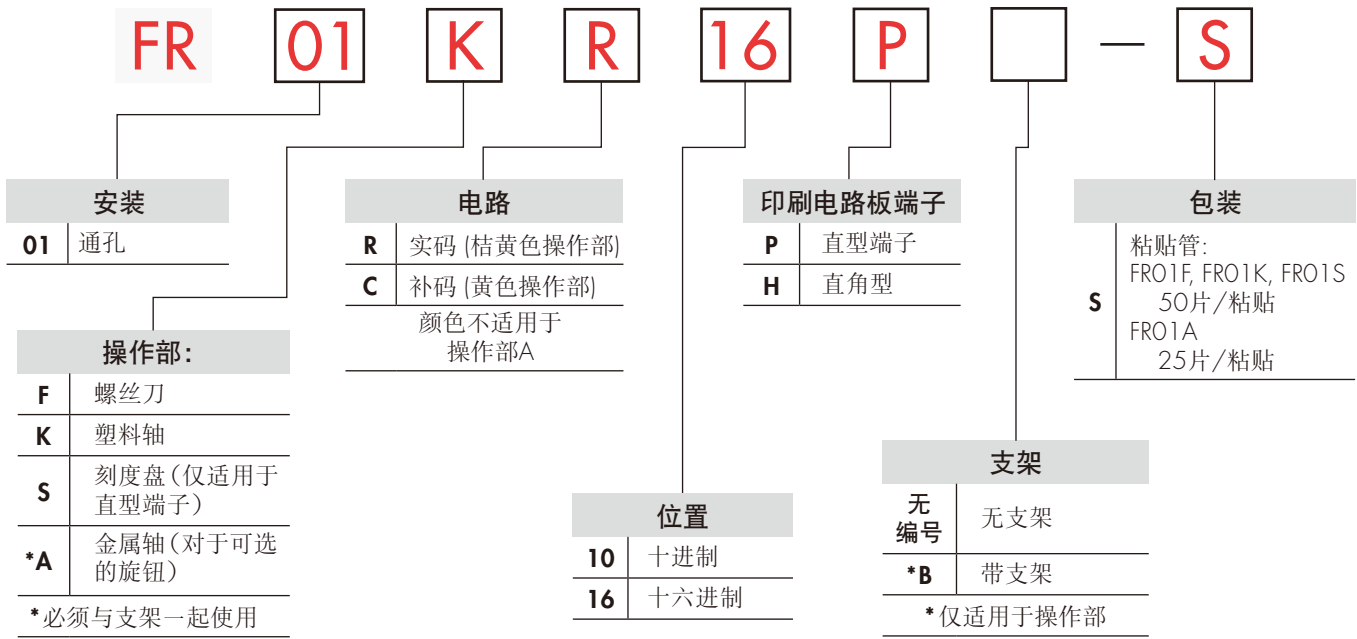 FR 01 K R 16 P — S
安装
01 通孔
操作部:
F 螺丝刀
K 塑料轴
S 刻度盘(仅适用于
直型端子)
*A 金属轴(对于可选
的旋钮)
*必须与支架一起使用
电路
R 实码 (桔黄色操作部)
C 补码 (黄色操作部)
颜色不适用于
操作部A
位置
10 十进制
16 十六进制
印刷电路板端子
P 直型端子
H 直角型
支架
无
编号 无支架
*B 带支架
*仅适用于操作部
包装
S 粘贴管:
FR01F, FR01K, FR01S
50片/粘贴
FR01A
25片/粘贴